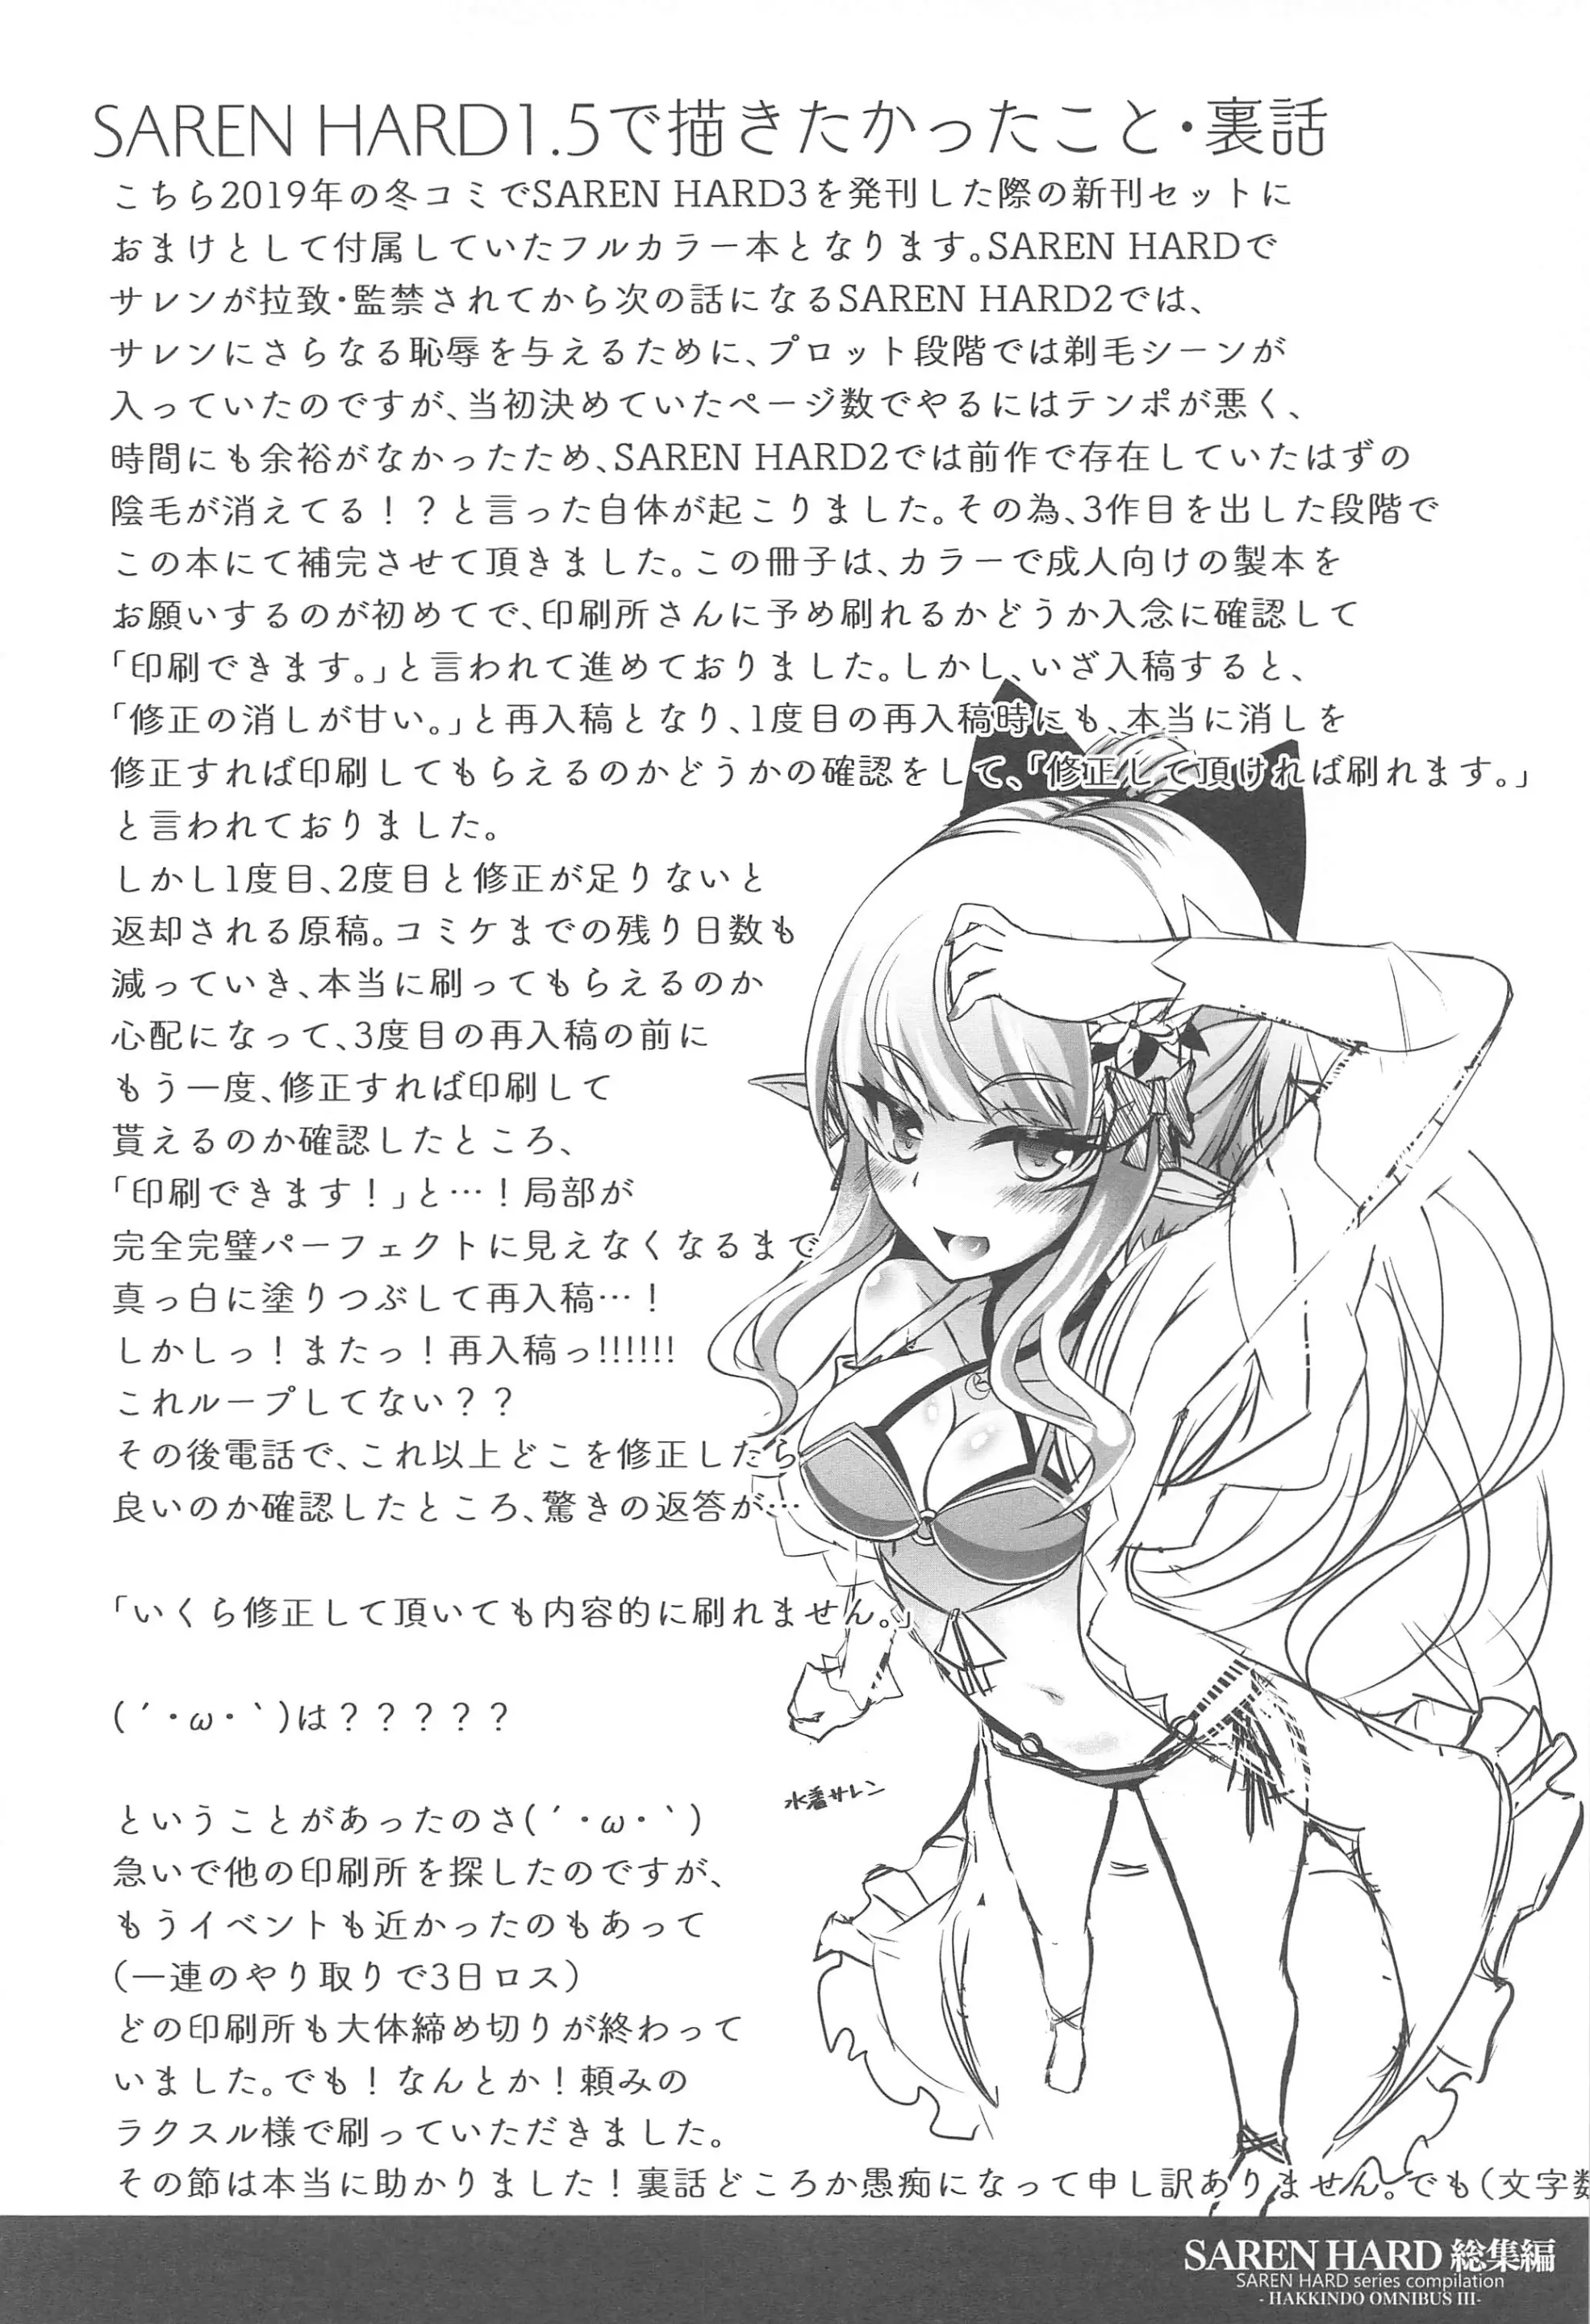 SAREN HARD1.5で描きたかったこと・裏話
こちら2019年の冬コミでSAREN HARD3を発刊した際の新刊セットに
おまけとして付属していたフルカラー本となります。SAREN HARDで
サレンが拉致・監禁されてから次の話になるSAREN HARD2では、
サレンにさらなる恥辱を与えるために、プロット段階では剃毛シーンが
入っていたのですが、当初決めていたページ数でやるにはテンポが悪く、
時間にも余裕がなかったため、SAREN HARD2では前作で存在していたはずの
陰毛が消えてる！？と言った自体が起こりました。その為、3作目を出した段階で
この本にて補完させて頂きました。この冊子は、カラーで成人向けの製本を
お願いするのが初めてで、印刷所さんに予め刷れるかどうか入念に確認して
「印刷できます。」と言われて進めておりました。しかし、いざ入稿すると、
「修正の消しが甘い。」と再入稿となり、1度目の再入稿時にも、本当に消しを
修正すれば印刷してもらえるのかどうかの確認をして、「修正して頂ければ刷れます。」
と言われておりました。
しかし1度目、2度目と修正が足りないと
返却される原稿。コミケまでの残り日数も
減っていき、本当に刷ってもらえるのか
心配になって、3度目の再入稿の前に
もう一度、修正すれば印刷して
貰えるのか確認したところ、
「印刷できます！」と…！局部が
完全完璧パーフェクトに見えなくなるまで
真っ白に塗りつぶして再入稿…！
しかしっ！またっ！再入稿っ!!!!!!
これループしてない？？
その後電話で、これ以上どこを修正したら
良いのか確認したところ、驚きの返答が…
「いくら修正して頂いても内容的に刷れません。」
(´・ω・`)は？？？？？
ということがあったのさ(´・ω・`)
急いで他の印刷所を探したのですが、
もうイベントも近かったのもあって
（一連のやり取りで3日ロス）
どの印刷所も大体締め切りが終わって
いました。でも！なんとか！頼みの
ラクスル様で刷っていただきました。
その節は本当に助かりました！裏話どころか愚痴になって申し訳ありません。でも（文字数
水着サレン
SAREN HARD 総集編
SAREN HARD series compilation
- HAKKINDO OMNIBUS III-